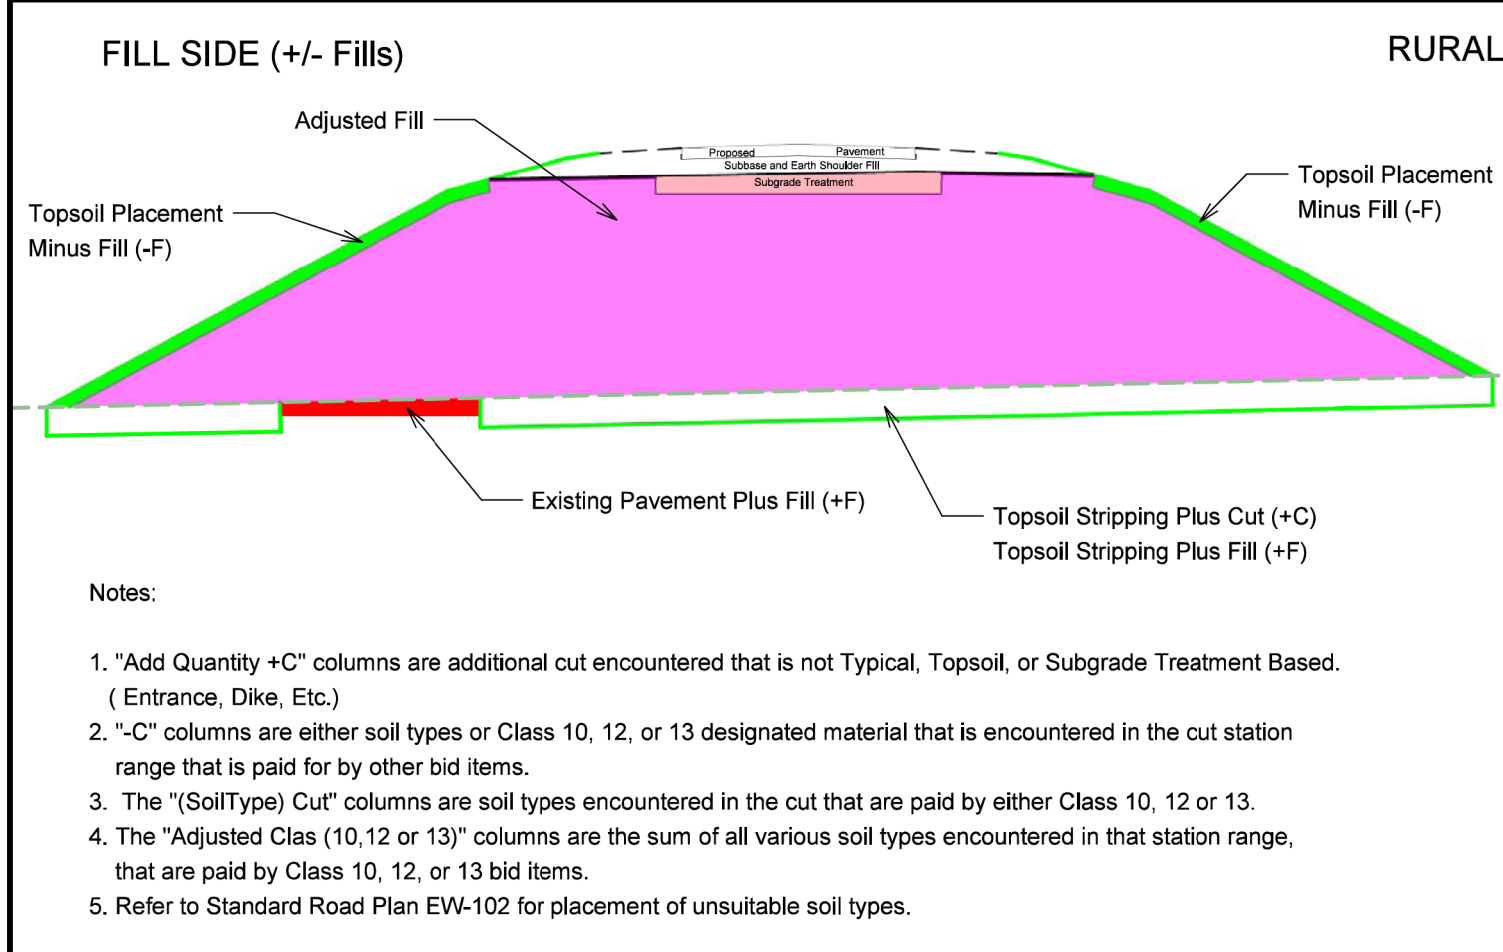 FILL SIDE (+/- Fills)
RURAL
Adjusted Fill
Proposed Pavement
Subbase and Earth Shoulder Fill
Subgrade Treatment
Topsoil Placement
Minus Fill (-F)
Topsoil Placement
Minus Fill (-F)
Existing Pavement Plus Fill (+F)
Topsoil Stripping Plus Cut (+C)
Topsoil Stripping Plus Fill (+F)
Notes:
1. "Add Quantity +C" columns are additional cut encountered that is not Typical, Topsoil, or Subgrade Treatment Based.
( Entrance, Dike, Etc.)
2. "-C" columns are either soil types or Class 10, 12, or 13 designated material that is encountered in the cut station
range that is paid for by other bid items.
3. The "(SoilType) Cut" columns are soil types encountered in the cut that are paid by either Class 10, 12 or 13.
4. The "Adjusted Clas (10,12 or 13)" columns are the sum of all various soil types encountered in that station range,
that are paid by Class 10, 12, or 13 bid items.
5. Refer to Standard Road Plan EW-102 for placement of unsuitable soil types.